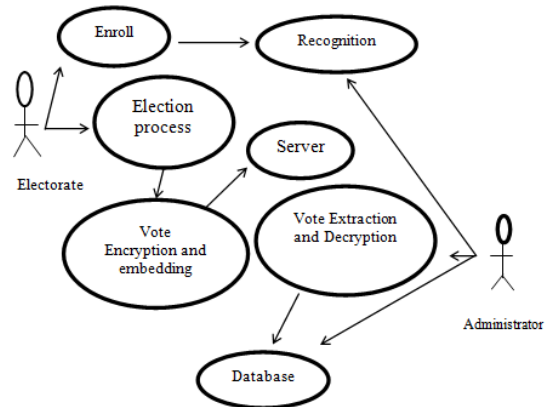 Enroll
Recognition
Election
process
Server
Electorate
Vote
Encryption and
embedding
Vote Extraction
and Decryption
Administrator
Database